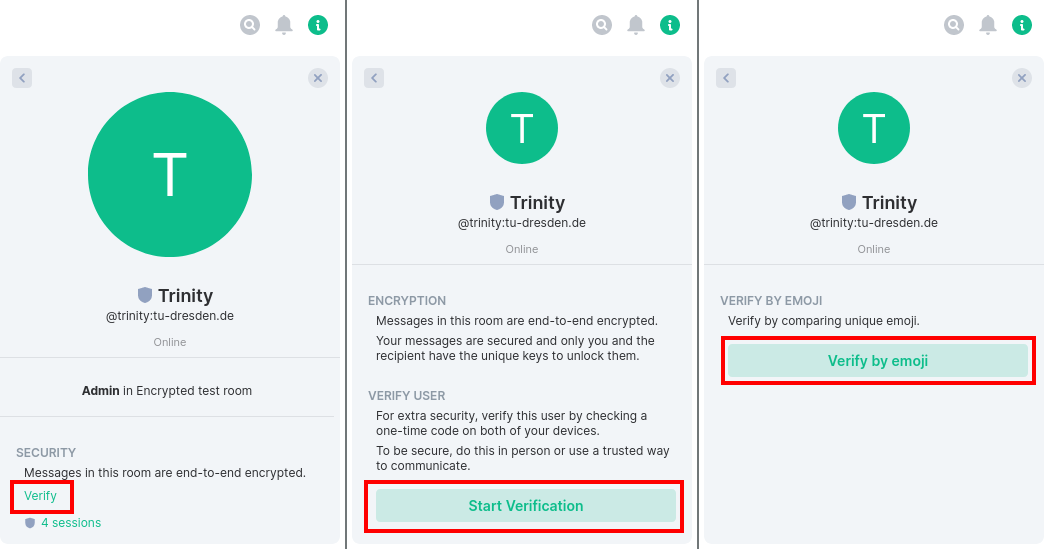 T
Trinity
@trinity:tu-dresden.de
Online
Admin in Encrypted test room
SECURITY
Messages in this room are end-to-end encrypted.
Verify
4 sessions
T
Trinity
@trinity:tu-dresden.de
Online
ENCRYPTION
Messages in this room are end-to-end encrypted.
Your messages are secured and only you and the
recipient have the unique keys to unlock them.
VERIFY USER
For extra security, verify this user by checking a
one-time code on both of your devices.
To be secure, do this in person or use a trusted way
to communicate.
Start Verification
T
Trinity
@trinity:tu-dresden.de
Online
VERIFY BY EMOJI
Verify by comparing unique emoji.
Verify by emoji